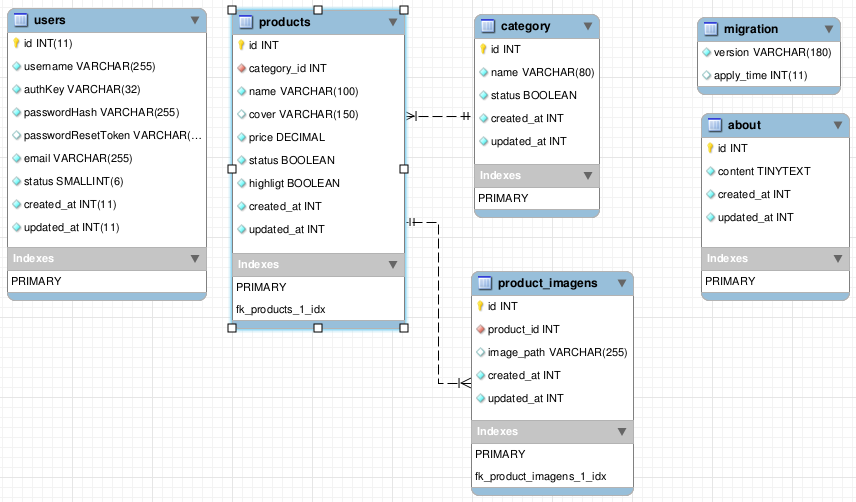 users
id INT(11)
username VARCHAR(255)
authKey VARCHAR(32)
passwordHash VARCHAR(255)
passwordResetToken VARCHAR(...
email VARCHAR(255)
status SMALLINT(6)
created_at INT(11)
updated_at INT(11)
Indexes
PRIMARY
products
id INT
category_id INT
name VARCHAR(100)
cover VARCHAR(150)
price DECIMAL
status BOOLEAN
highligt BOOLEAN
created_at INT
updated_at INT
Indexes
PRIMARY
fk_products_1_idx
category
id INT
name VARCHAR(80)
status BOOLEAN
created_at INT
updated_at INT
Indexes
PRIMARY
product_imagens
id INT
product_id INT
image_path VARCHAR(255)
created_at INT
updated_at INT
Indexes
PRIMARY
fk_product_imagens_1_idx
migration
version VARCHAR(180)
apply_time INT(11)
about
id INT
content TINYTEXT
created_at INT
updated_at INT
Indexes
PRIMARY